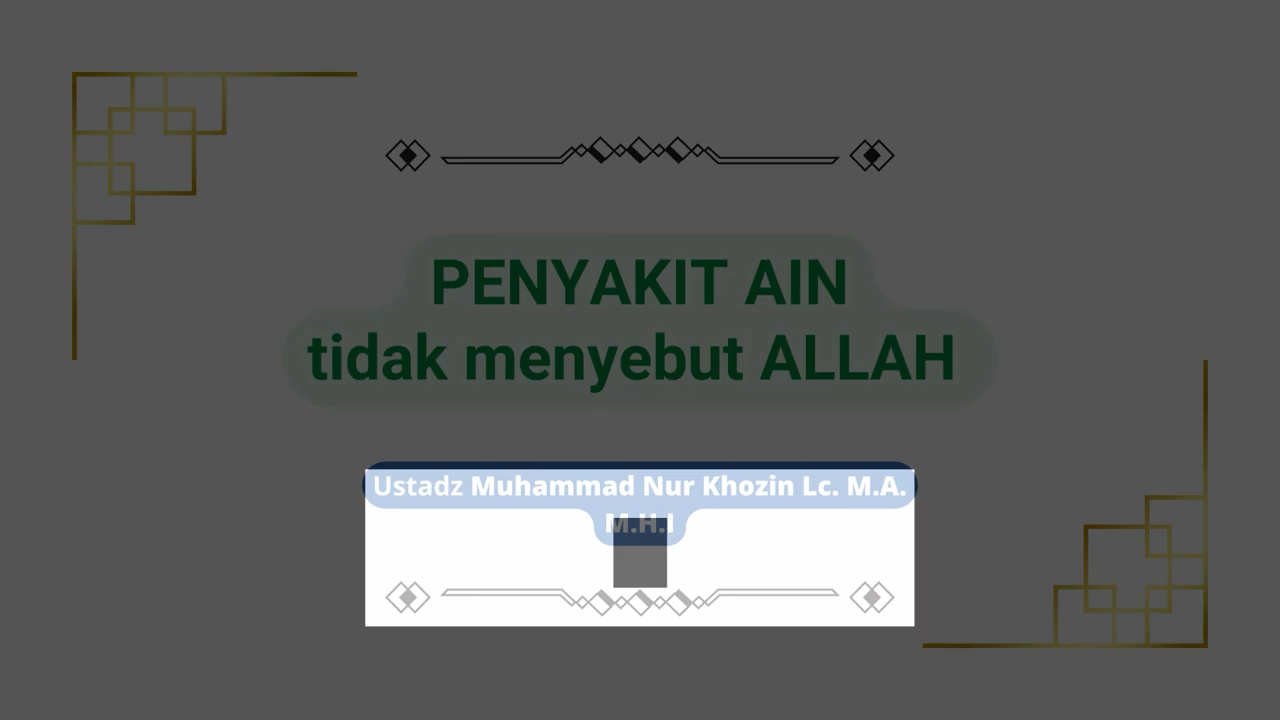 PENYAKIT AIN
tidak menyebut ALLAH
Ustadz Muhammad Nur Khozin Lc. M.A.
M.H.I